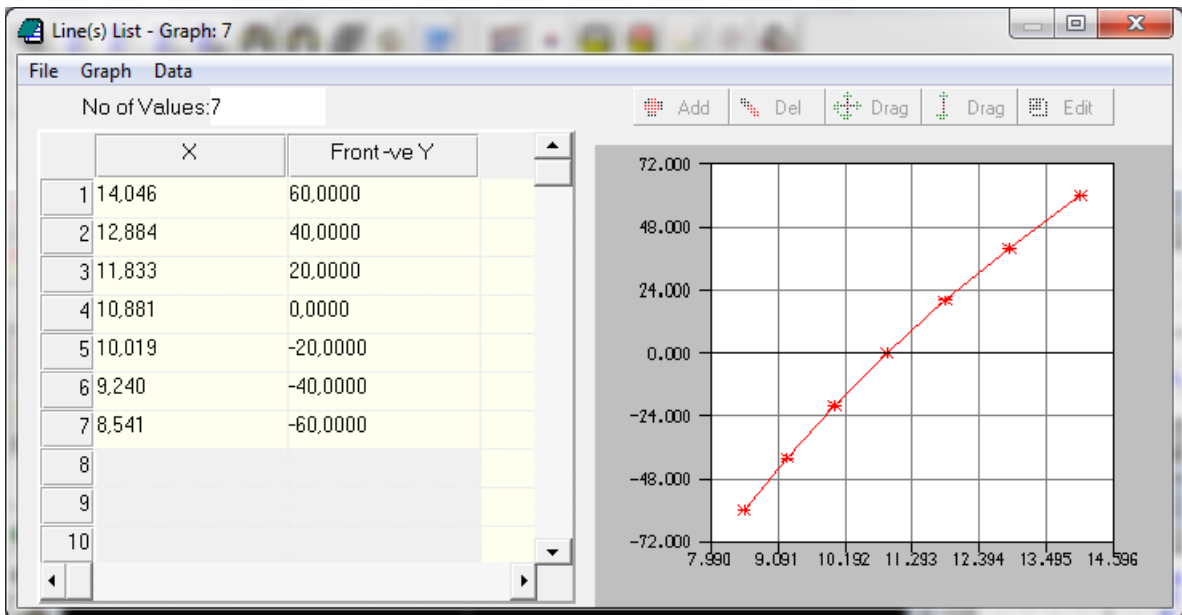 Line(s) List - Graph: 7
File Graph Data
No of Values:7
Add Del Drag Drag Edit
X Front-ve Y
1 14,046 60,0000
2 12,884 40,0000
3 11,833 20,0000
4 10,881 0,0000
5 10,019 -20,0000
6 9,240 -40,0000
7 8,541 -60,0000
8
9
10
72.000
48.000
24.000
0.000
-24.000
-48.000
-72.000
7.990 9.091 10.192 11.293 12.394 13.495 14.596